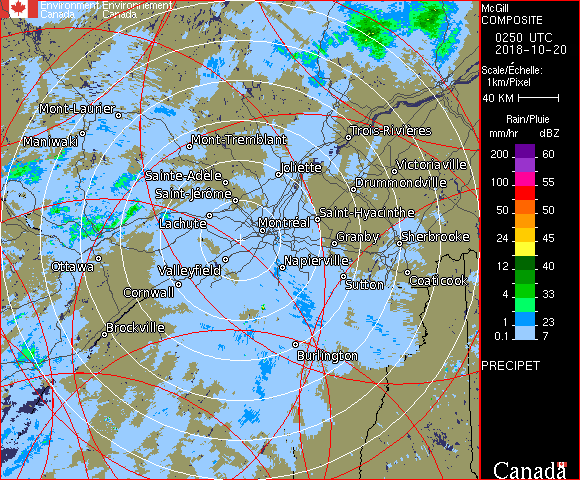 Environment Environnement
Canada Canada
McGill
COMPOSITE
0250 UTC
2018-10-20
Scale/Échelle:
1km/Pixel
40 KM
Rain/Pluie
mm/hr dBZ
200 60
100 55
50 50
24 45
12 40
4 33
1 23
0.1 7
PRECIPET
Canada
Mont-Laurier
Maniwaki
Mont-Tremblant
Trois-Rivières
Joliette
Victoriaville
Sainte-Adèle
Drummondville
Saint-Jérôme
Lachute
Saint-Hyacinthe
Montréal
Granby
Sherbrooke
Ottawa
Valleyfield
Napierville
Sutton
Coaticook
Cornwall
Brockville
Burlington